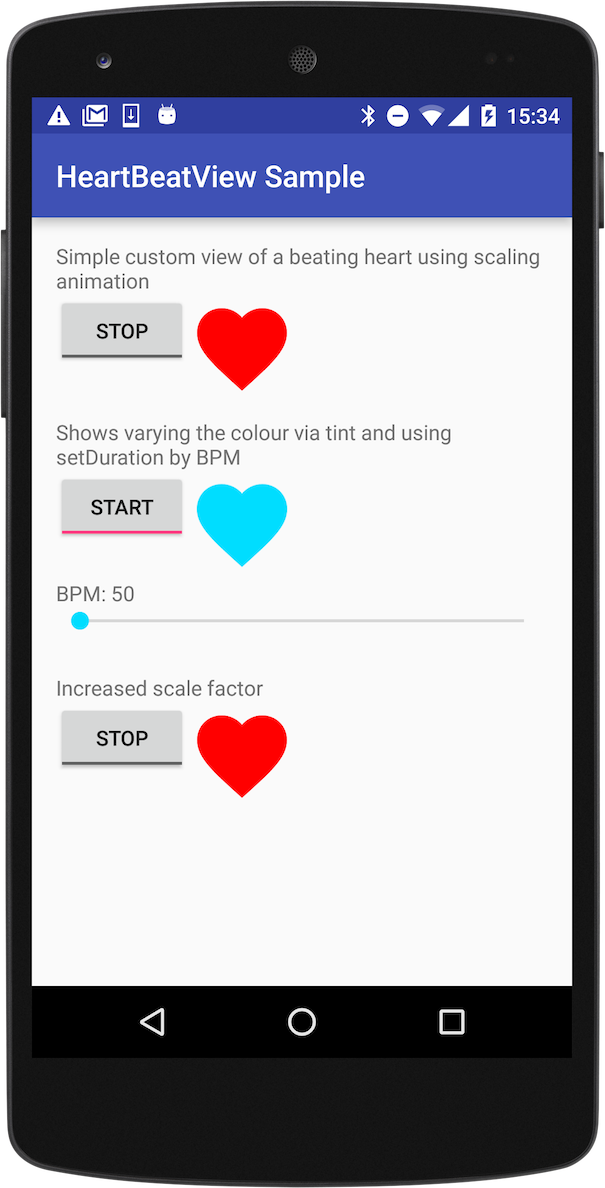 15:34
HeartBeatView Sample
Simple custom view of a beating heart using scaling
animation
STOP
Shows varying the colour via tint and using
setDuration by BPM
START
BPM: 50
Increased scale factor
STOP